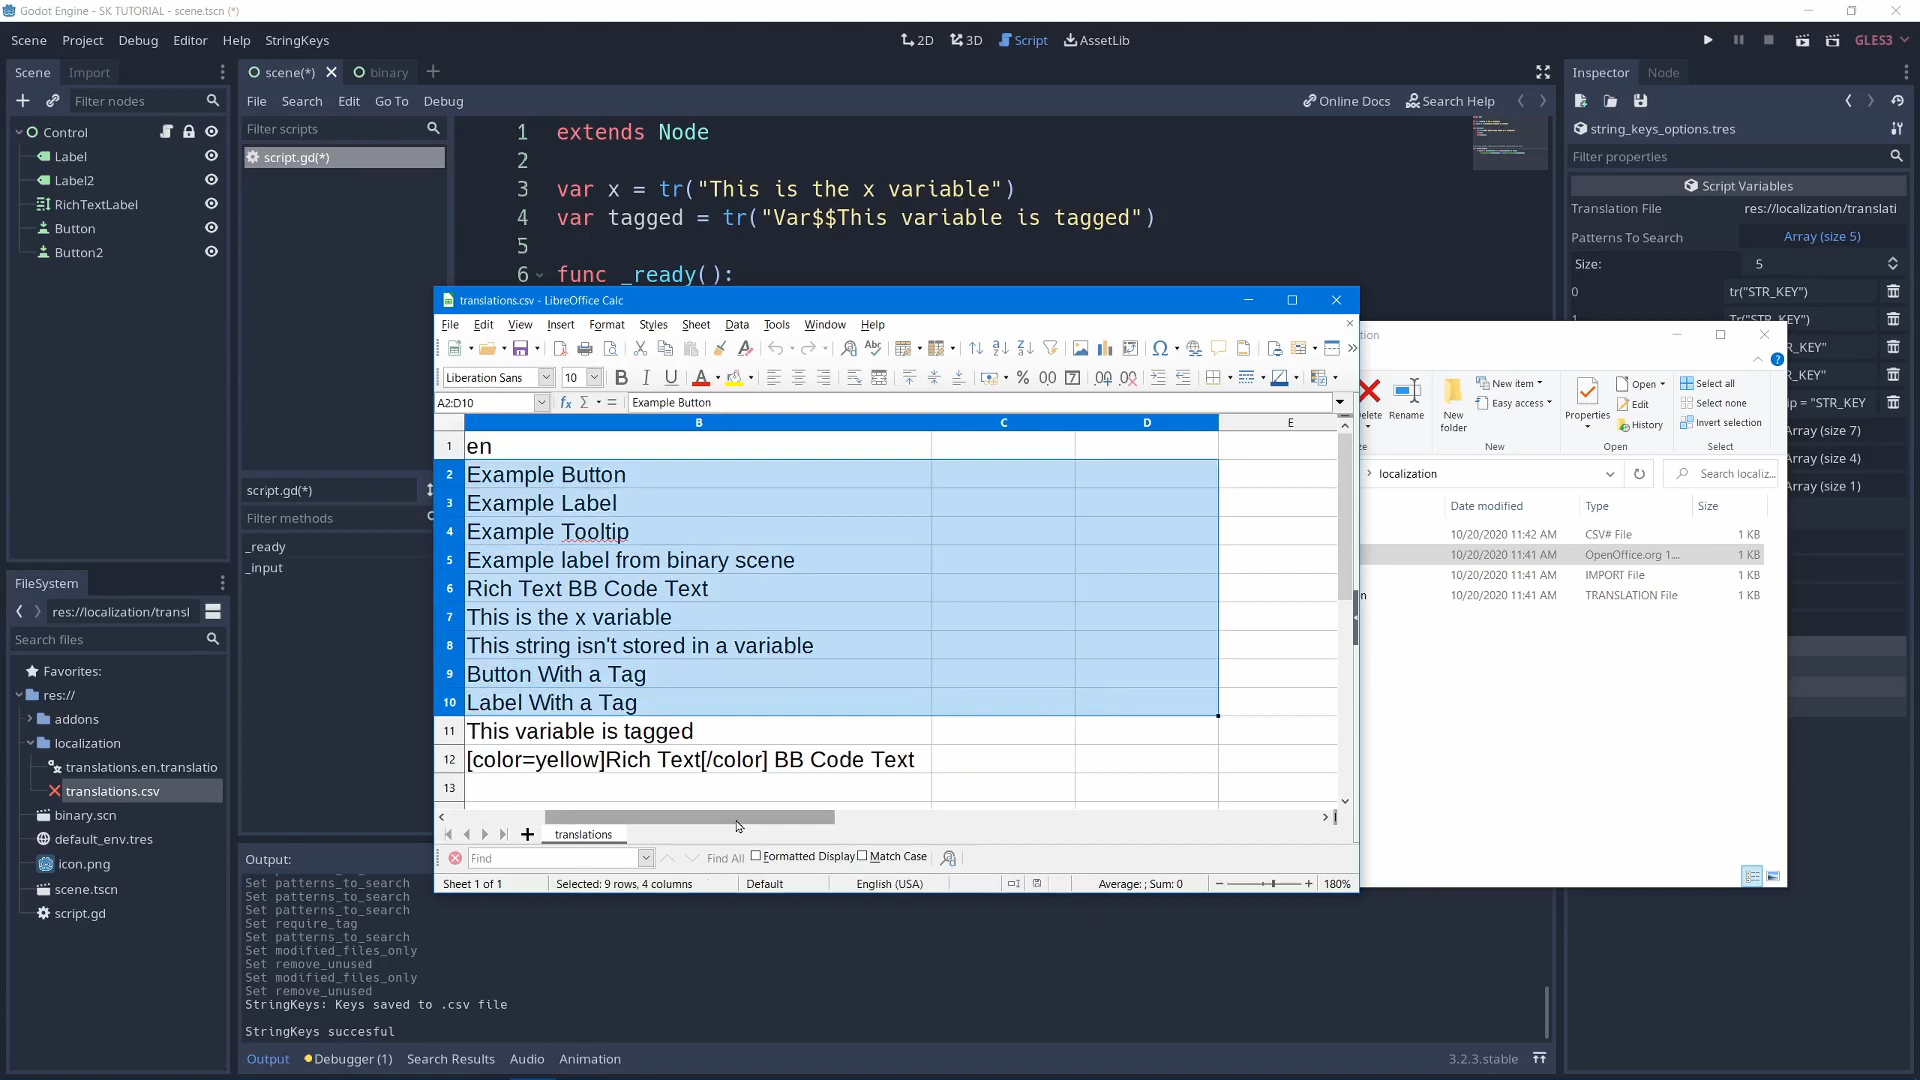 Godot Engine - SK TUTORIAL - scene.tscn (*)
Scene Project Debug Editor Help StringKeys
2D 3D Script AssetLib
GLES3
Scene Import
Filter nodes
Control
Label
Label2
RichTextLabel
Button
Button2
FileSystem
res://localization/transl
Search files
Favorites:
res://
addons
localization
translations.en.translatio
translations.csv
binary.scn
default_env.tres
icon.png
scene.tscn
script.gd
scene(*) binary
File Search Edit Go To Debug
Online Docs Search Help
Filter scripts
script.gd(*)
script.gd(*)
Filter methods
_ready
_input
1 extends Node
2
3 var x = tr("This is the x variable")
4 var tagged = tr("Var$$This variable is tagged")
5
6 func _ready():
translations.csv - LibreOffice Calc
File Edit View Insert Format Styles Sheet Data Tools Window Help
Liberation Sans 10
A2:D10 Example Button
B C D E
1 en
2 Example Button
3 Example Label
4 Example Tooltip
5 Example label from binary scene
6 Rich Text BB Code Text
7 This is the x variable
8 This string isn't stored in a variable
9 Button With a Tag
10 Label With a Tag
11 This variable is tagged
12 [color=yellow]Rich Text[/color] BB Code Text
13
translations
Find Find All Formatted Display Match Case
Sheet 1 of 1 Selected: 9 rows, 4 columns Default English (USA) Average: ; Sum: 0 180%
Output:
Set patterns_to_search
Set patterns_to_search
Set patterns_to_search
Set require_tag
Set patterns_to_search
Set modified_files_only
Set remove_unused
Set modified_files_only
Set remove_unused
StringKeys: Keys saved to .csv file
StringKeys succesful
Output Debugger (1) Search Results Audio Animation
3.2.3.stable
Rename
New folder
New item
Easy access
New
Properties
Open
Edit
History
Open
Select all
Select none
Invert selection
Select
localization
Search localiz...
Date modified Type Size
10/20/2020 11:42 AM CSV# File 1 KB
10/20/2020 11:41 AM OpenOffice.org 1.... 1 KB
10/20/2020 11:41 AM IMPORT File 1 KB
10/20/2020 11:41 AM TRANSLATION File 1 KB
Inspector Node
string_keys_options.tres
Filter properties
Script Variables
Translation File res://localization/translati
Patterns To Search Array (size 5)
Size: 5
0 tr("STR_KEY")
1 Tr("STR_KEY")
Array (size 7)
Array (size 4)
Array (size 1)